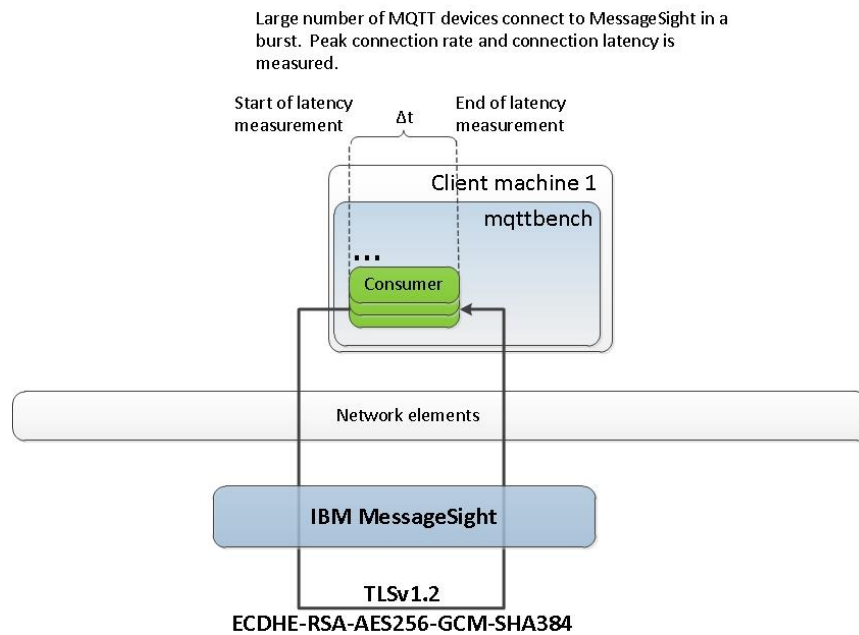 Large number of MQTT devices connect to MessageSight in a
burst. Peak connection rate and connection latency is
measured.
Start of latency
measurement
Δt
End of latency
measurement
Client machine 1
mqttbench
...
Consumer
Network elements
IBM MessageSight
TLSv1.2
ECDHE-RSA-AES256-GCM-SHA384